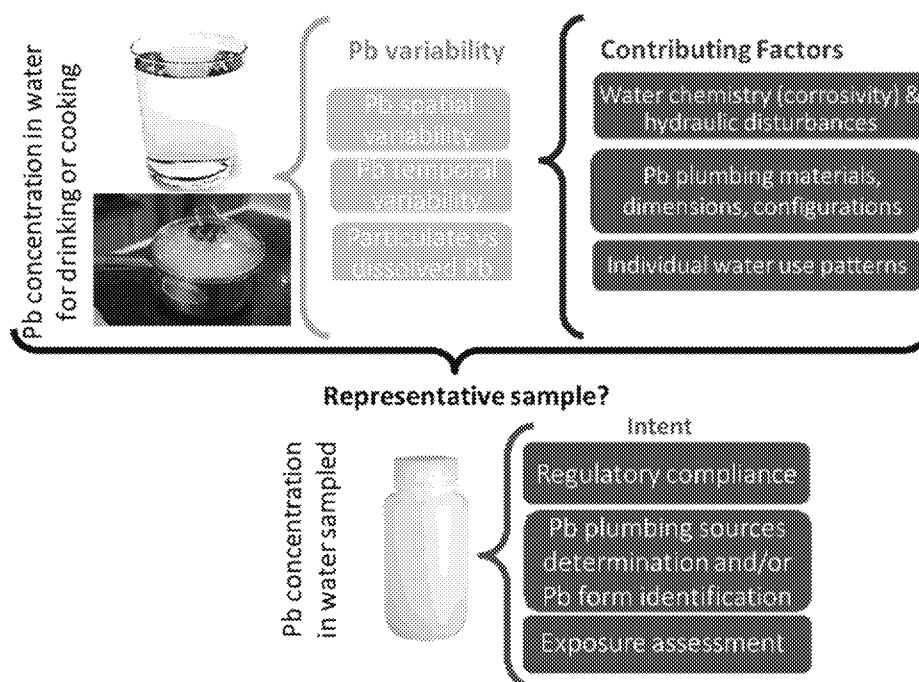 Pb concentration in water
for drinking or cooking
Pb variability
Pb spatial
variability
Pb temporal
variability
Particulate vs
dissolved Pb
Contributing Factors
Water chemistry (corrosivity) &
hydraulic disturbances
Pb plumbing materials,
dimensions, configurations
Individual water use patterns
Representative sample?
Pb concentration
in water sampled
Intent
Regulatory compliance
Pb plumbing sources
determination and/or
Pb form identification
Exposure assessment